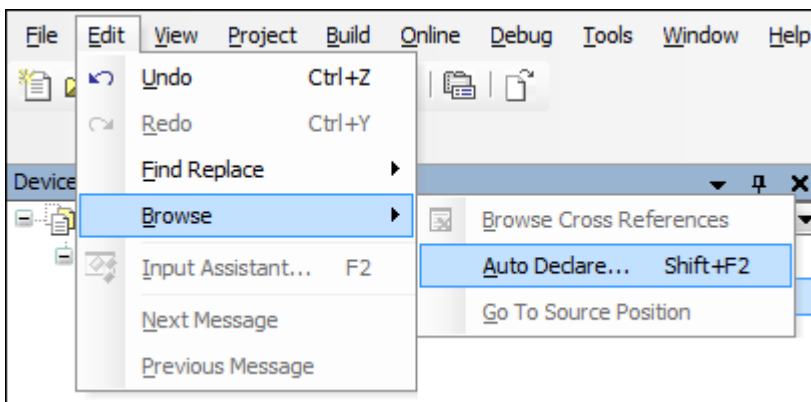 File Edit View Project Build Online Debug Tools Window Help
Undo Ctrl+Z
Redo Ctrl+Y
Find Replace
Device
Browse
Browse Cross References
Input Assistant... F2
Auto Declare... Shift+F2
Next Message
Go To Source Position
Previous Message